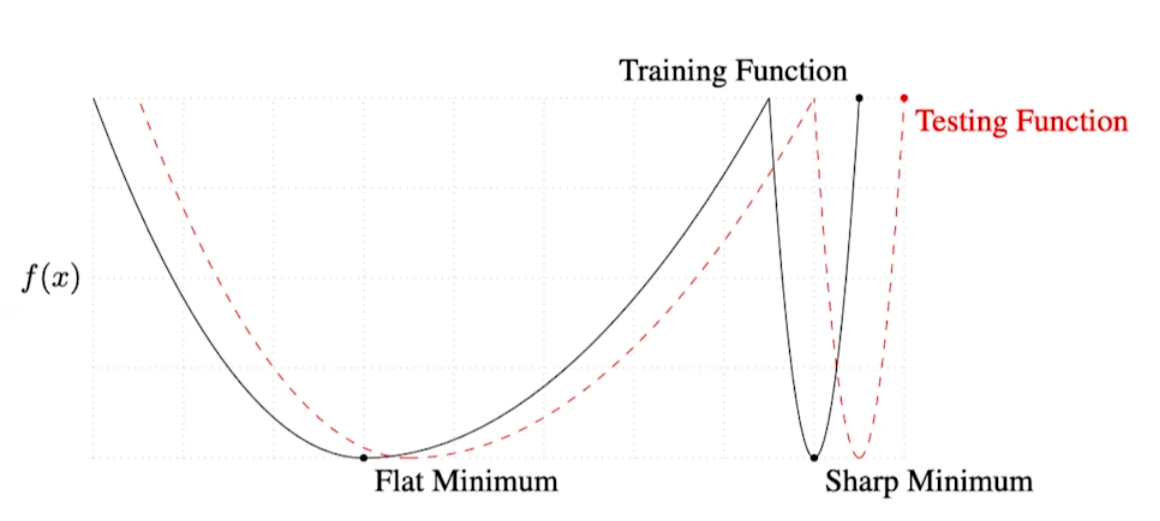 Training Function
Testing Function
f(x)
Flat Minimum
Sharp Minimum